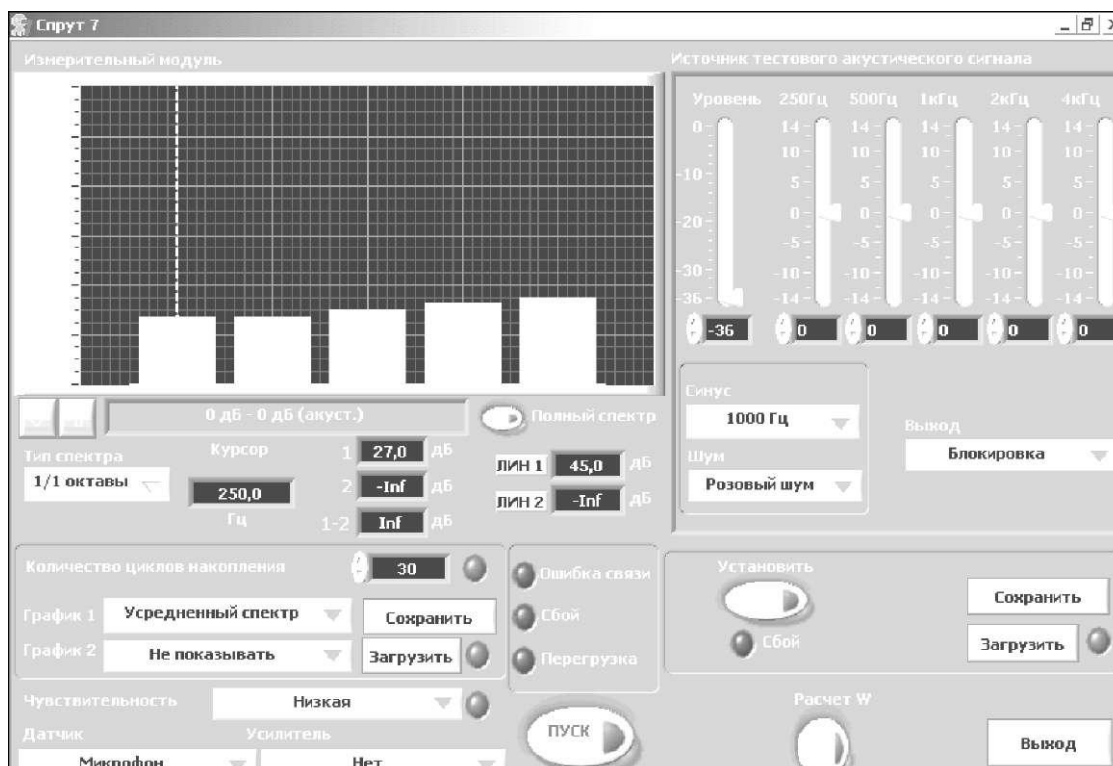 Спрут 7
Измерительный модуль
0 дБ - 0 дБ (акуст.)
Полный спектр
Тип спектра
1/1 октавы
Курсор
250,0
Гц
1 27,0 дБ
2 -Inf дБ
1-2 Inf дБ
ЛИН 1 45,0 дБ
ЛИН 2 -Inf дБ
Количество циклов накопления 30
График 1 Усредненный спектр Сохранить
График 2 Не показывать Загрузить
Чувствительность Низкая
Датчик Усилитель
Микрофон Нет
Ошибка связи
Сбой
Перегрузка
ПУСК
Источник тестового акустического сигнала
Уровень 250Гц 500Гц 1кГц 2кГц 4кГц
0 14 14 14 14 14
10 10 10 10 10
-10 5 5 5 5 5
-20 0 0 0 0 0
-5 -5 -5 -5 -5
-30 -10 -10 -10 -10 -10
-36 -14 -14 -14 -14 -14
-36 0 0 0 0 0
Синус
1000 Гц
Шум
Розовый шум
Выход
Блокировка
Установить
Сбой
Сохранить
Загрузить
Расчет W
Выход